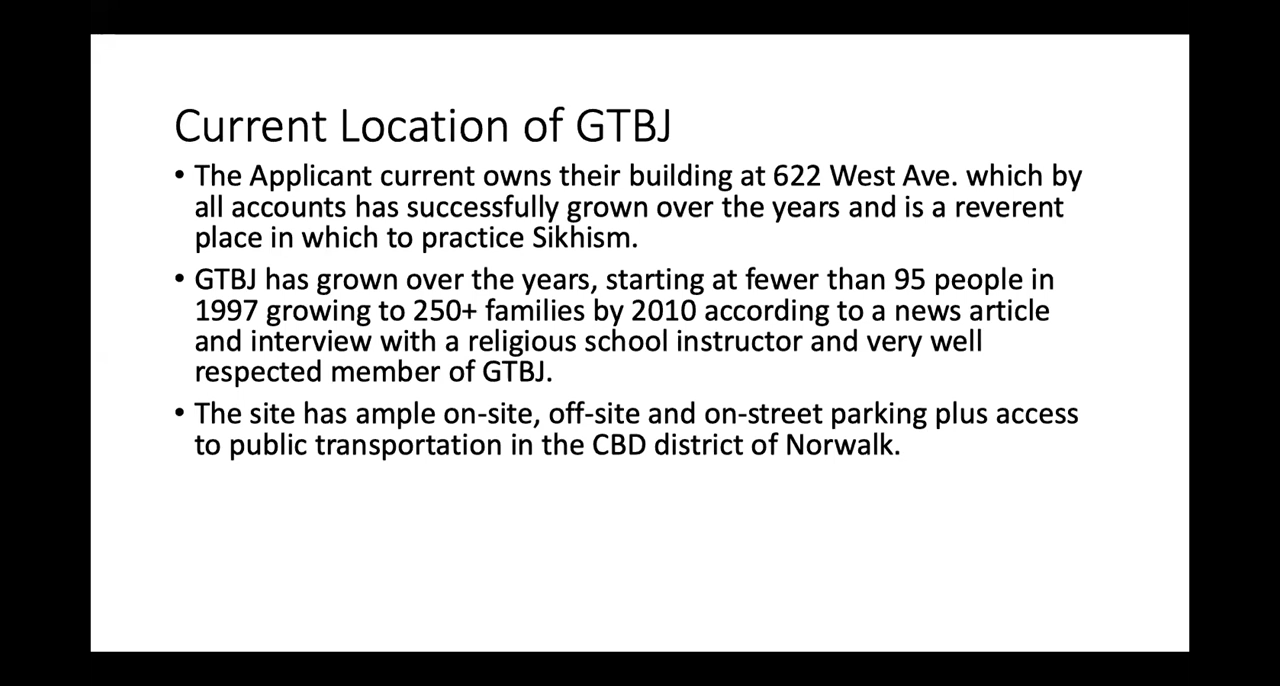 Current Location of GTBJ
• The Applicant current owns their building at 622 West Ave. which by
all accounts has successfully grown over the years and is a reverent
place in which to practice Sikhism.
• GTBJ has grown over the years, starting at fewer than 95 people in
1997 growing to 250+ families by 2010 according to a news article
and interview with a religious school instructor and very well
respected member of GTBJ.
• The site has ample on-site, off-site and on-street parking plus access
to public transportation in the CBD district of Norwalk.